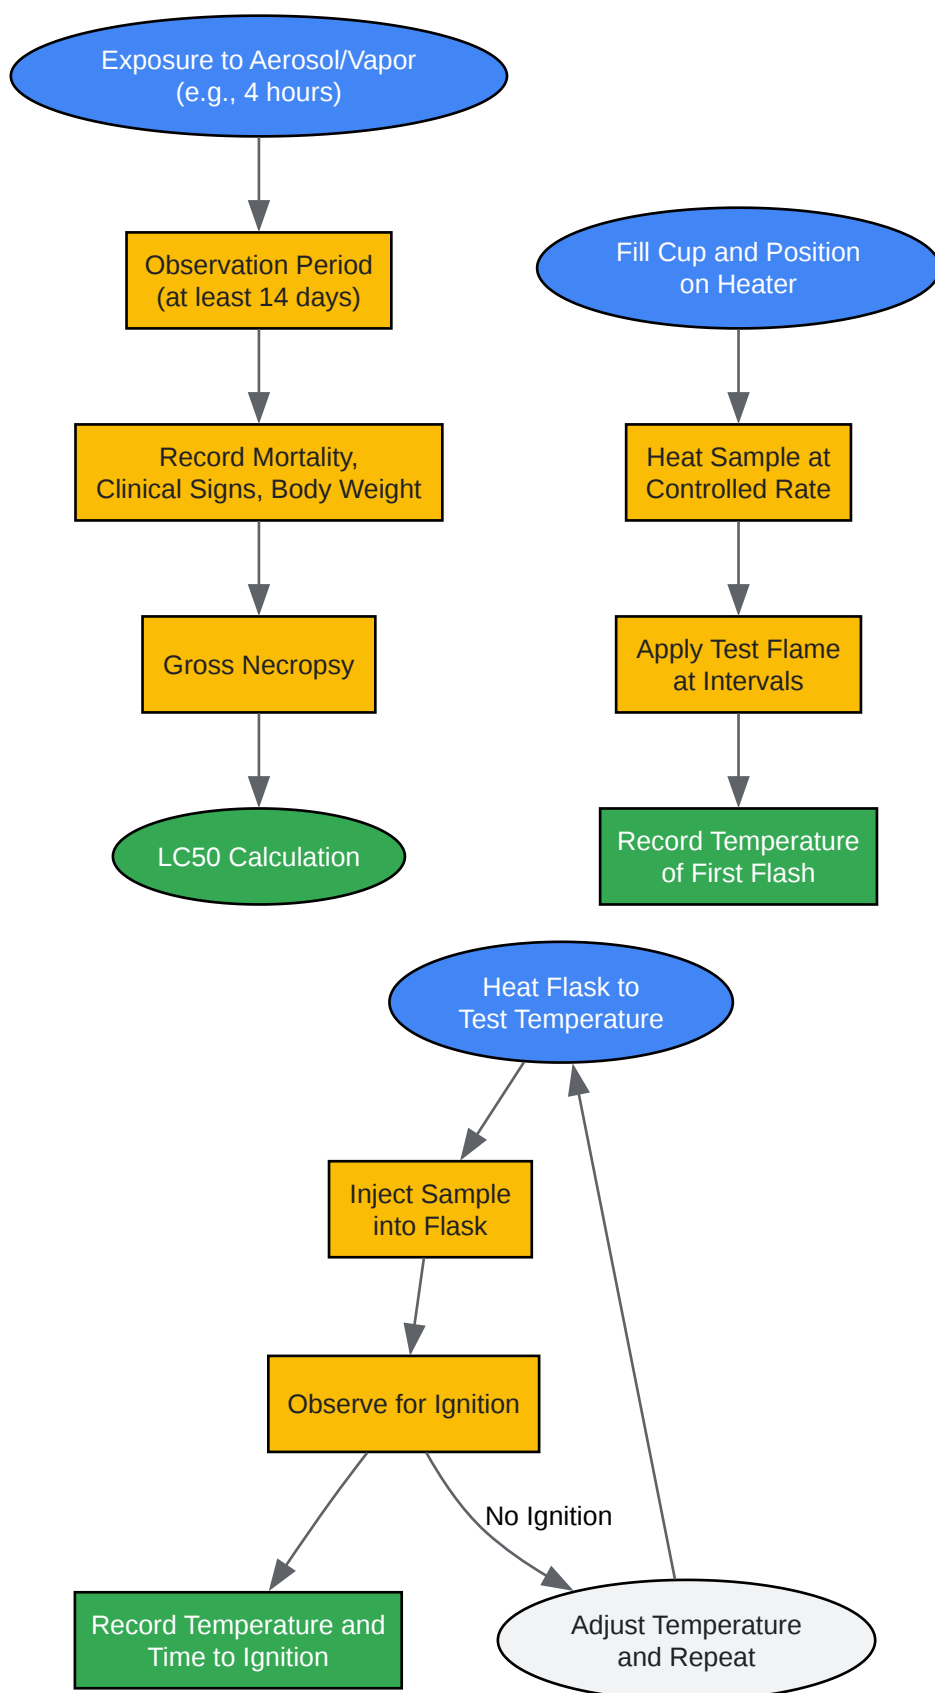 Exposure to Aerosol/Vapor
(e.g., 4 hours)
Observation Period
(at least 14 days)
Record Mortality,
Clinical Signs, Body Weight
Gross Necropsy
LC50 Calculation
Fill Cup and Position
on Heater
Heat Sample at
Controlled Rate
Apply Test Flame
at Intervals
Record Temperature
of First Flash
Heat Flask to
Test Temperature
Inject Sample
into Flask
Observe for Ignition
No Ignition
Record Temperature and
Time to Ignition
Adjust Temperature
and Repeat